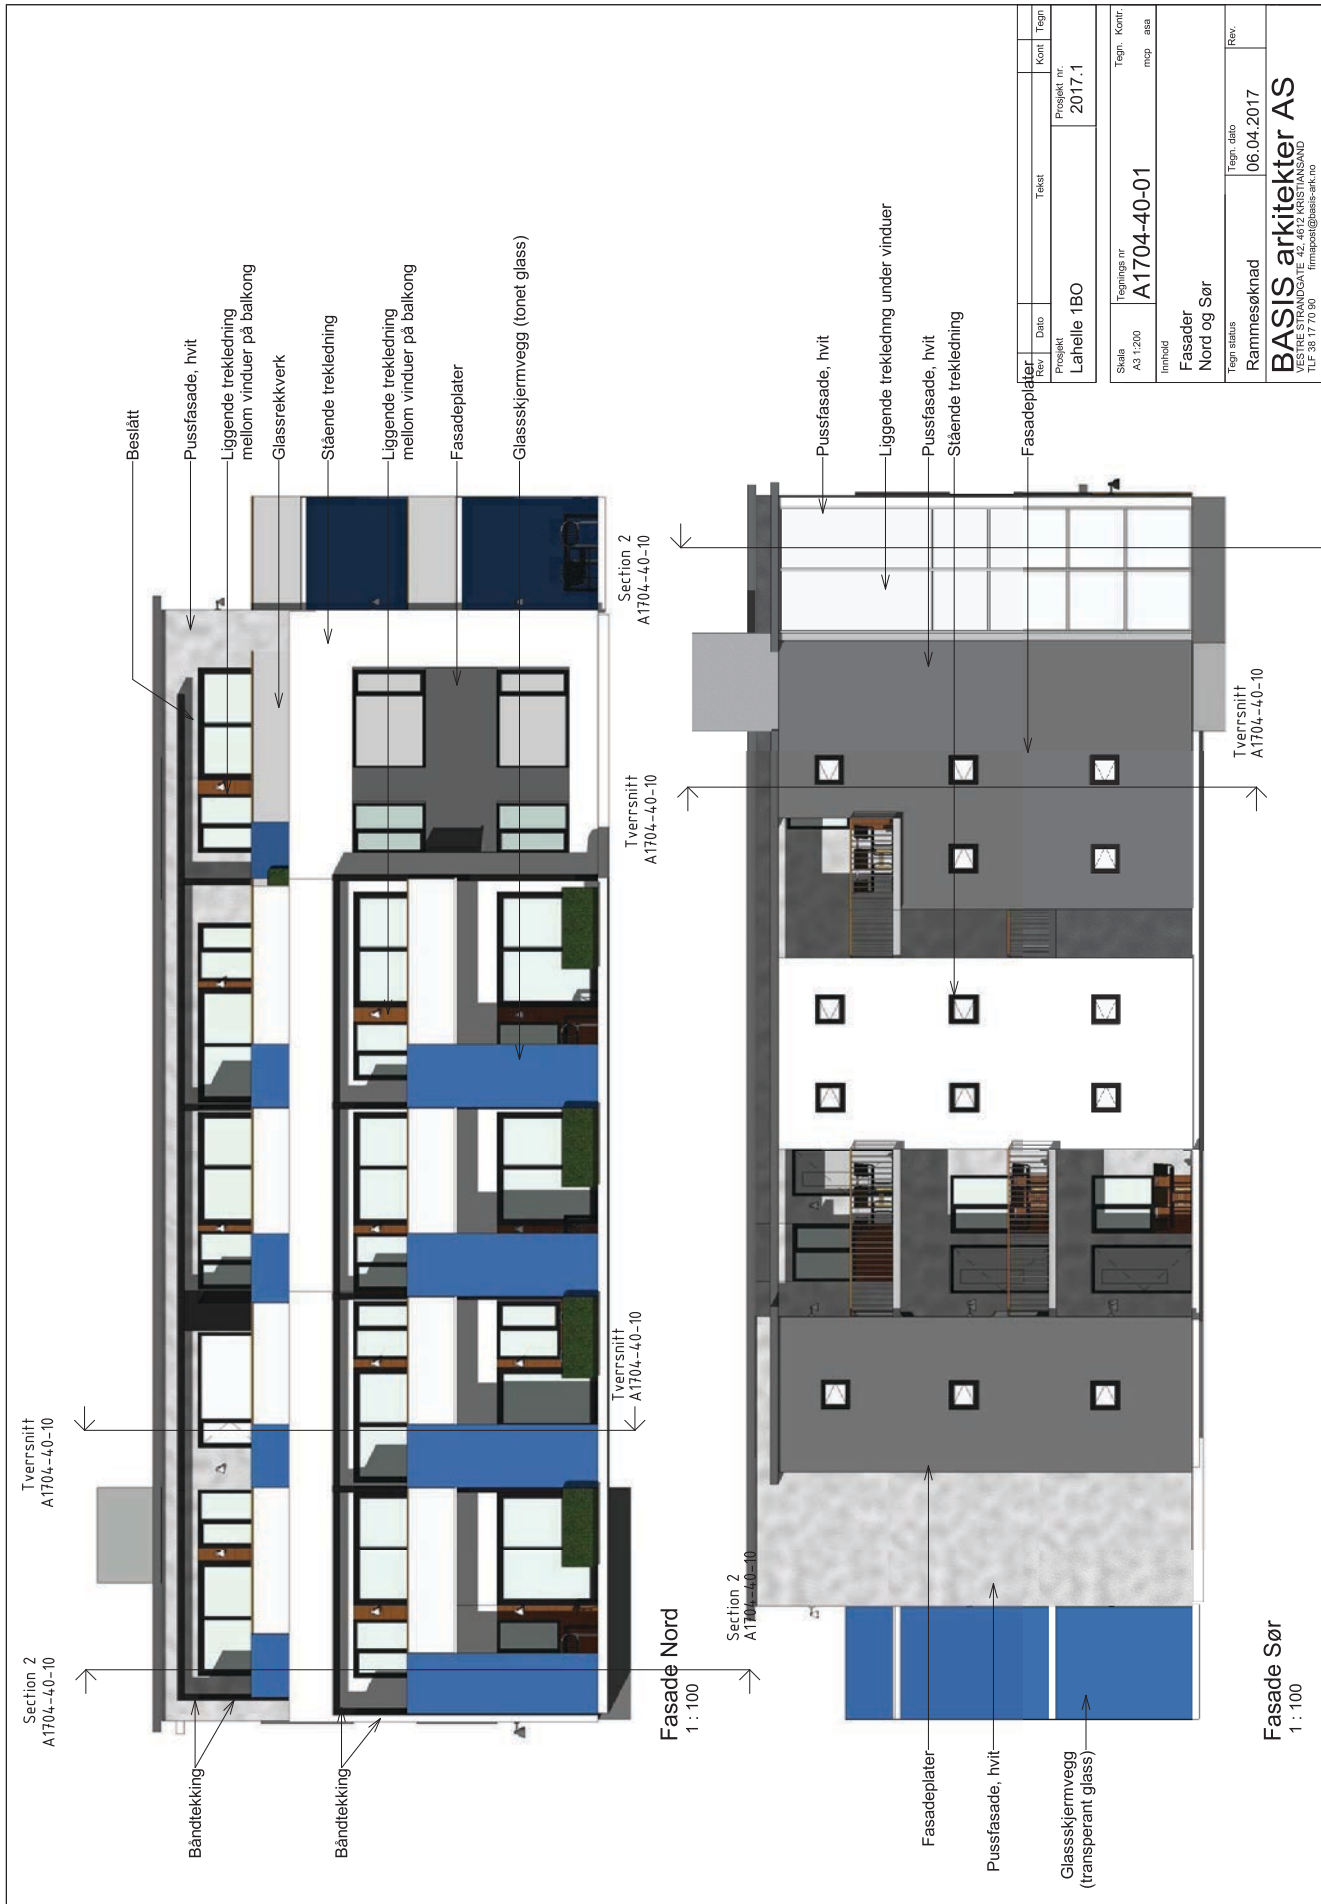 Section 2
A1704-40-10
Tverrsnitt
A1704-40-10
Båndtekking
Båndtekking
Beslått
Pussfasade, hvit
Liggende trekledning
mellom vinduer på balkong
Glassrekkverk
Stående trekledning
Liggende trekledning
mellom vinduer på balkong
Fasadeplater
Glassskjermvegg (tonet glass)
Tverrsnitt
A1704-40-10
Tverrsnitt
A1704-40-10
Section 2
A1704-40-10
Fasade Nord
1 : 100
Section 2
A1704-40-10
Fasadeplater
Pussfasade, hvit
Glassskjermvegg
(transperant glass)
Pussfasade, hvit
Liggende trekledning under vinduer
Pussfasade, hvit
Stående trekledning
Fasadeplater
Tverrsnitt
A1704-40-10
Fasade Sør
1 : 100
Rev Dato Tekst Kont Tegn
Prosjekt Prosjekt nr.
Lahelle 1BO 2017.1
Skala Tegnings nr Tegn. Kontr.
A3 1:200 A1704-40-01 mcp asa
Innhold
Fasader
Nord og Sør
Tegn status Tegn. dato Rev.
Rammesøknad 06.04.2017
BASIS arkitekter AS
VESTRE STRANDGATE 42, 4612 KRISTIANSAND
TLF 38 17 70 90 firmapost@basis-ark.no